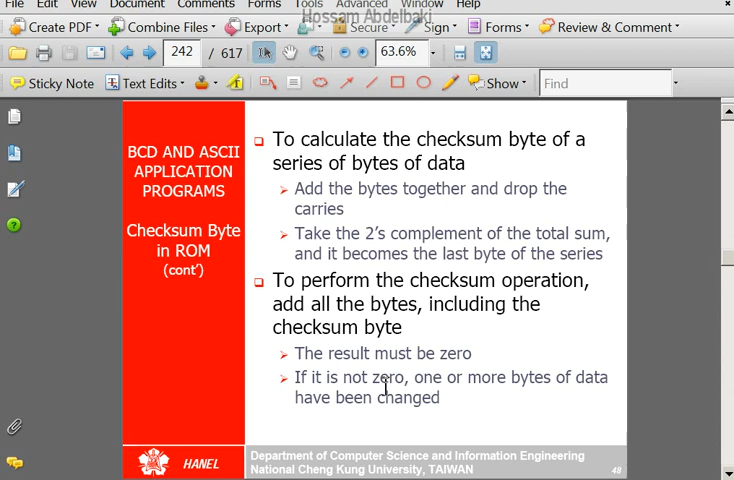 File Edit View Document Comments Forms Tools Advanced Window Help
Hossam Abdelbaki
Create PDF Combine Files Export Secure Sign Forms Review & Comment
242 / 617 63.6%
Sticky Note Text Edits Show Find
BCD AND ASCII
APPLICATION
PROGRAMS
Checksum Byte
in ROM
(cont’)
To calculate the checksum byte of a
series of bytes of data
Add the bytes together and drop the
carries
Take the 2’s complement of the total sum,
and it becomes the last byte of the series
To perform the checksum operation,
add all the bytes, including the
checksum byte
The result must be zero
If it is not zero, one or more bytes of data
have been changed
HANEL
Department of Computer Science and Information Engineering
National Cheng Kung University, TAIWAN
48